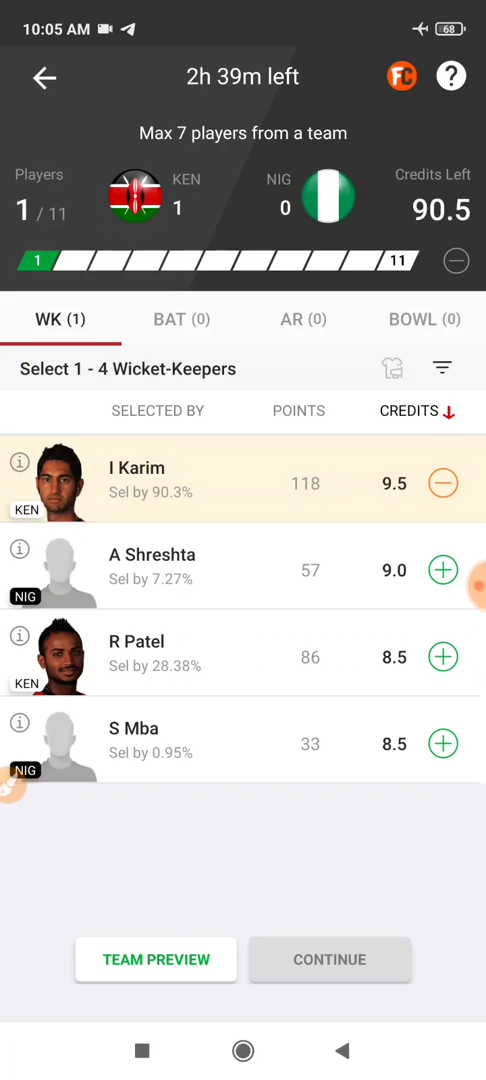 10:05 AM 68
2h 39m left FC ?
Max 7 players from a team
Players KEN NIG Credits Left
1 / 11 1 0 90.5
1 11
WK (1) BAT (0) AR (0) BOWL (0)
Select 1 - 4 Wicket-Keepers
SELECTED BY POINTS CREDITS
I Karim
Sel by 90.3% 118 9.5
KEN
A Shreshta
Sel by 7.27% 57 9.0
NIG
R Patel
Sel by 28.38% 86 8.5
KEN
S Mba
Sel by 0.95% 33 8.5
NIG
TEAM PREVIEW CONTINUE